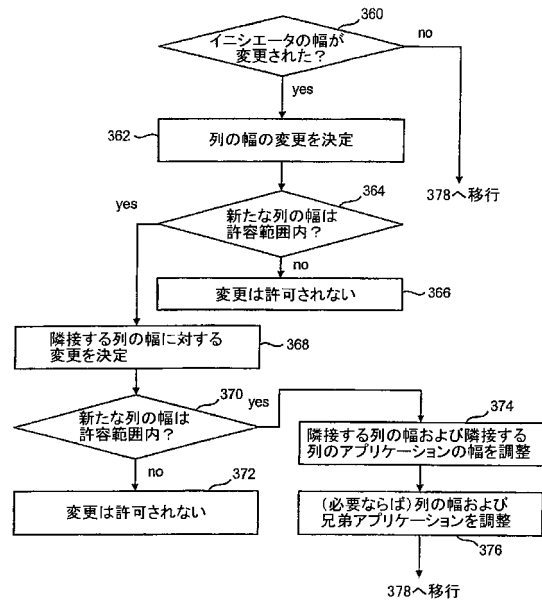 360
イニシエータの幅が
変更された？
no
yes
362
列の幅の変更を決定
364
378へ移行
yes
新たな列の幅は
許容範囲内？
no
変更は許可されない
366
隣接する列の幅に対する
変更を決定
368
370
yes
新たな列の幅は
許容範囲内？
374
隣接する列の幅および隣接する
列のアプリケーションの幅を調整
no
372
変更は許可されない
（必要ならば）列の幅および
兄弟アプリケーションを調整
376
378へ移行